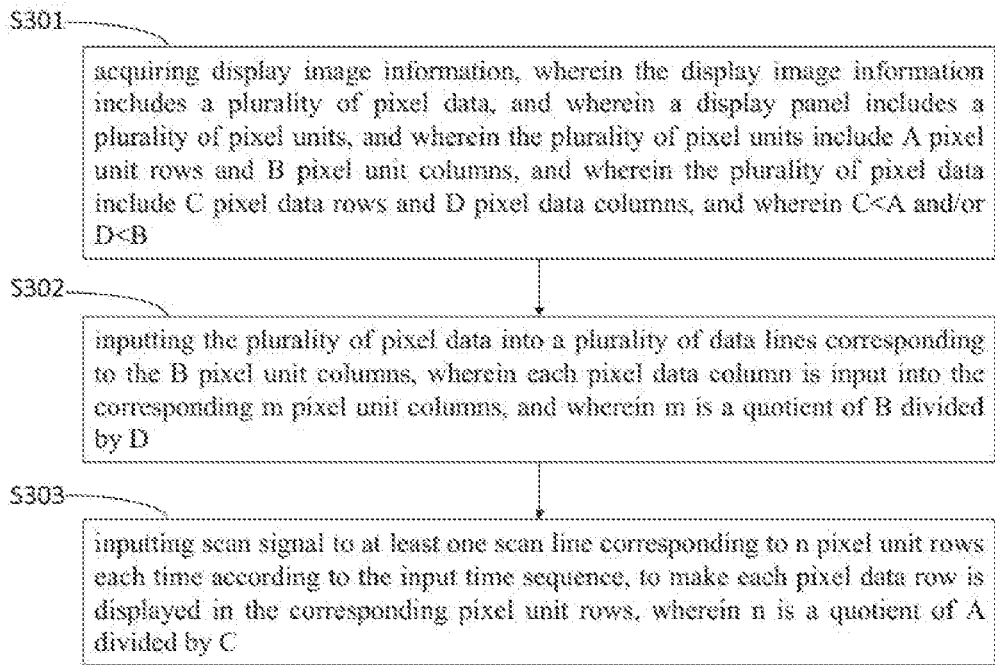 S301
acquiring display image information, wherein the display image information
includes a plurality of pixel data, and wherein a display panel includes a
plurality of pixel units, and wherein the plurality of pixel units include A pixel
unit rows and B pixel unit columns, and wherein the plurality of pixel data
include C pixel data rows and D pixel data columns, and wherein C<A and/or
D<B
S302
inputting the plurality of pixel data into a plurality of data lines corresponding
to the B pixel unit columns, wherein each pixel data column is input into the
corresponding m pixel unit columns, and wherein m is a quotient of B divided
by D
S303
inputting scan signal to at least one scan line corresponding to n pixel unit rows
each time according to the input time sequence, to make each pixel data row is
displayed in the corresponding pixel unit rows, wherein n is a quotient of A
divided by C